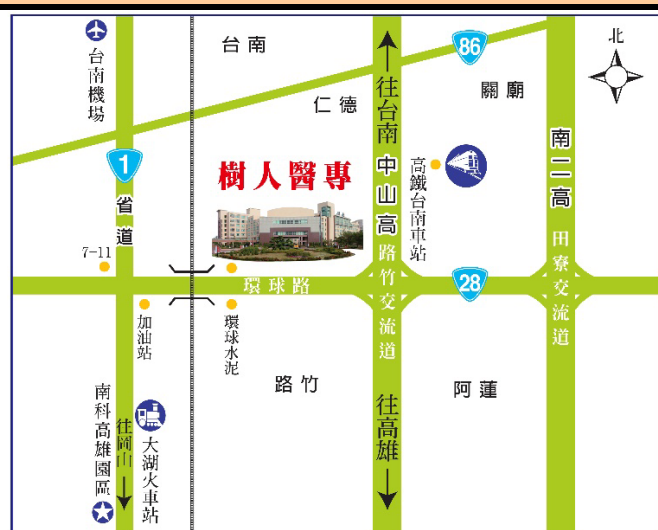 台南
86
北
台南機場
往台南
關廟
仁德
1
省道
樹人醫專
中山高
高鐵台南車站
南二高
7-11
環球路
路竹交流道
28
田寮交流道
加油站
環球水泥
路竹
阿蓮
南科高雄園區
往岡山
大湖火車站
往高雄